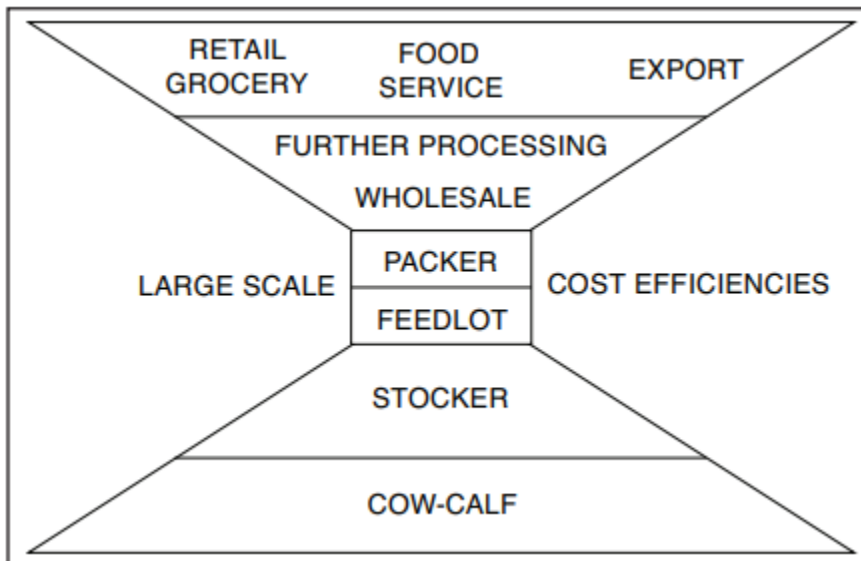 RETAIL
GROCERY
FOOD
SERVICE
EXPORT
FURTHER PROCESSING
WHOLESALE
LARGE SCALE
PACKER
COST EFFICIENCIES
FEEDLOT
STOCKER
COW-CALF